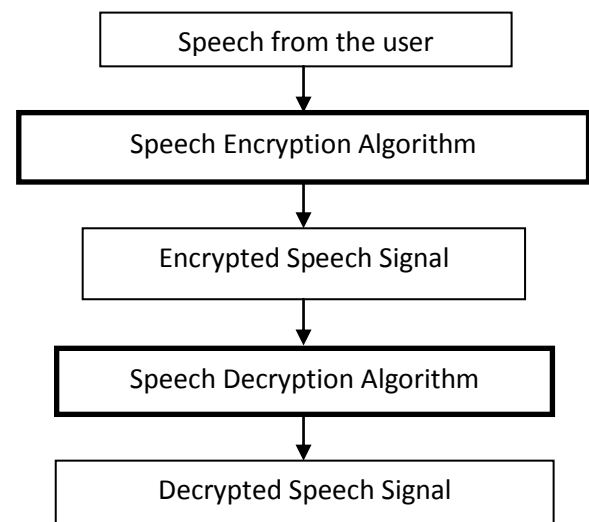 Speech from the user
Speech Encryption Algorithm
Encrypted Speech Signal
Speech Decryption Algorithm
Decrypted Speech Signal